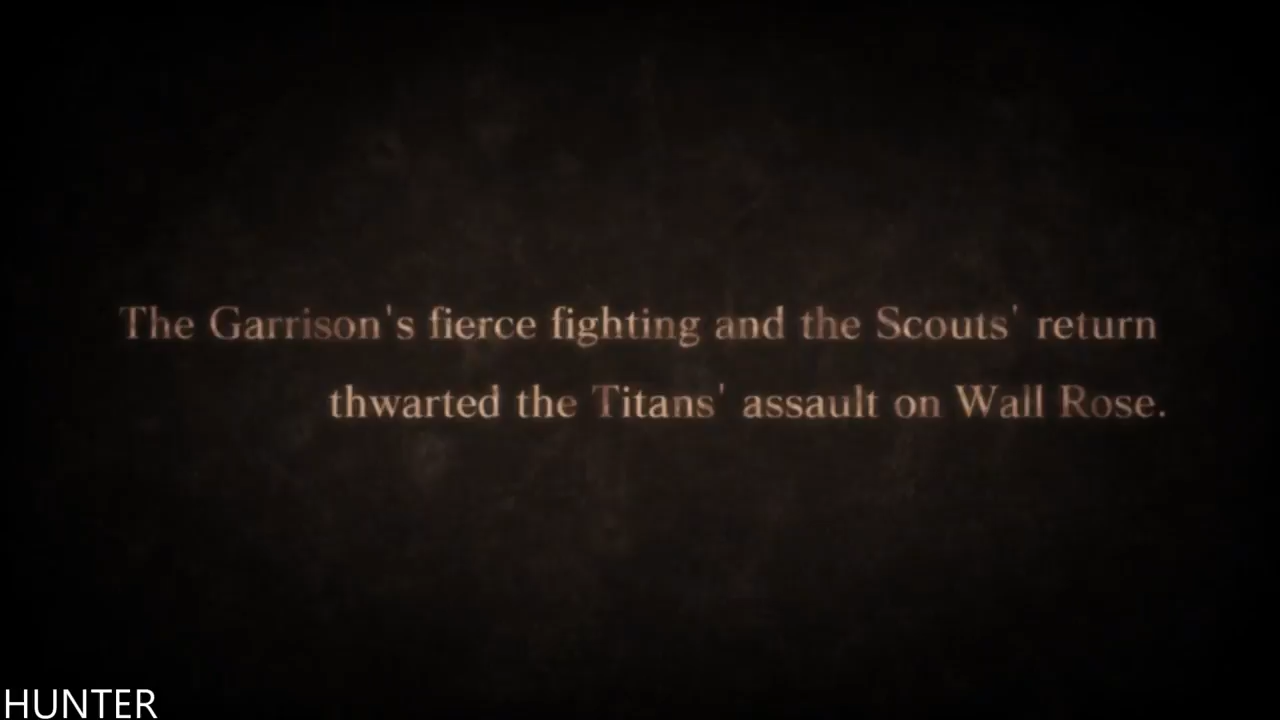 The Garrison's fierce fighting and the Scouts' return
thwarted the Titans' assault on Wall Rose.
HUNTER